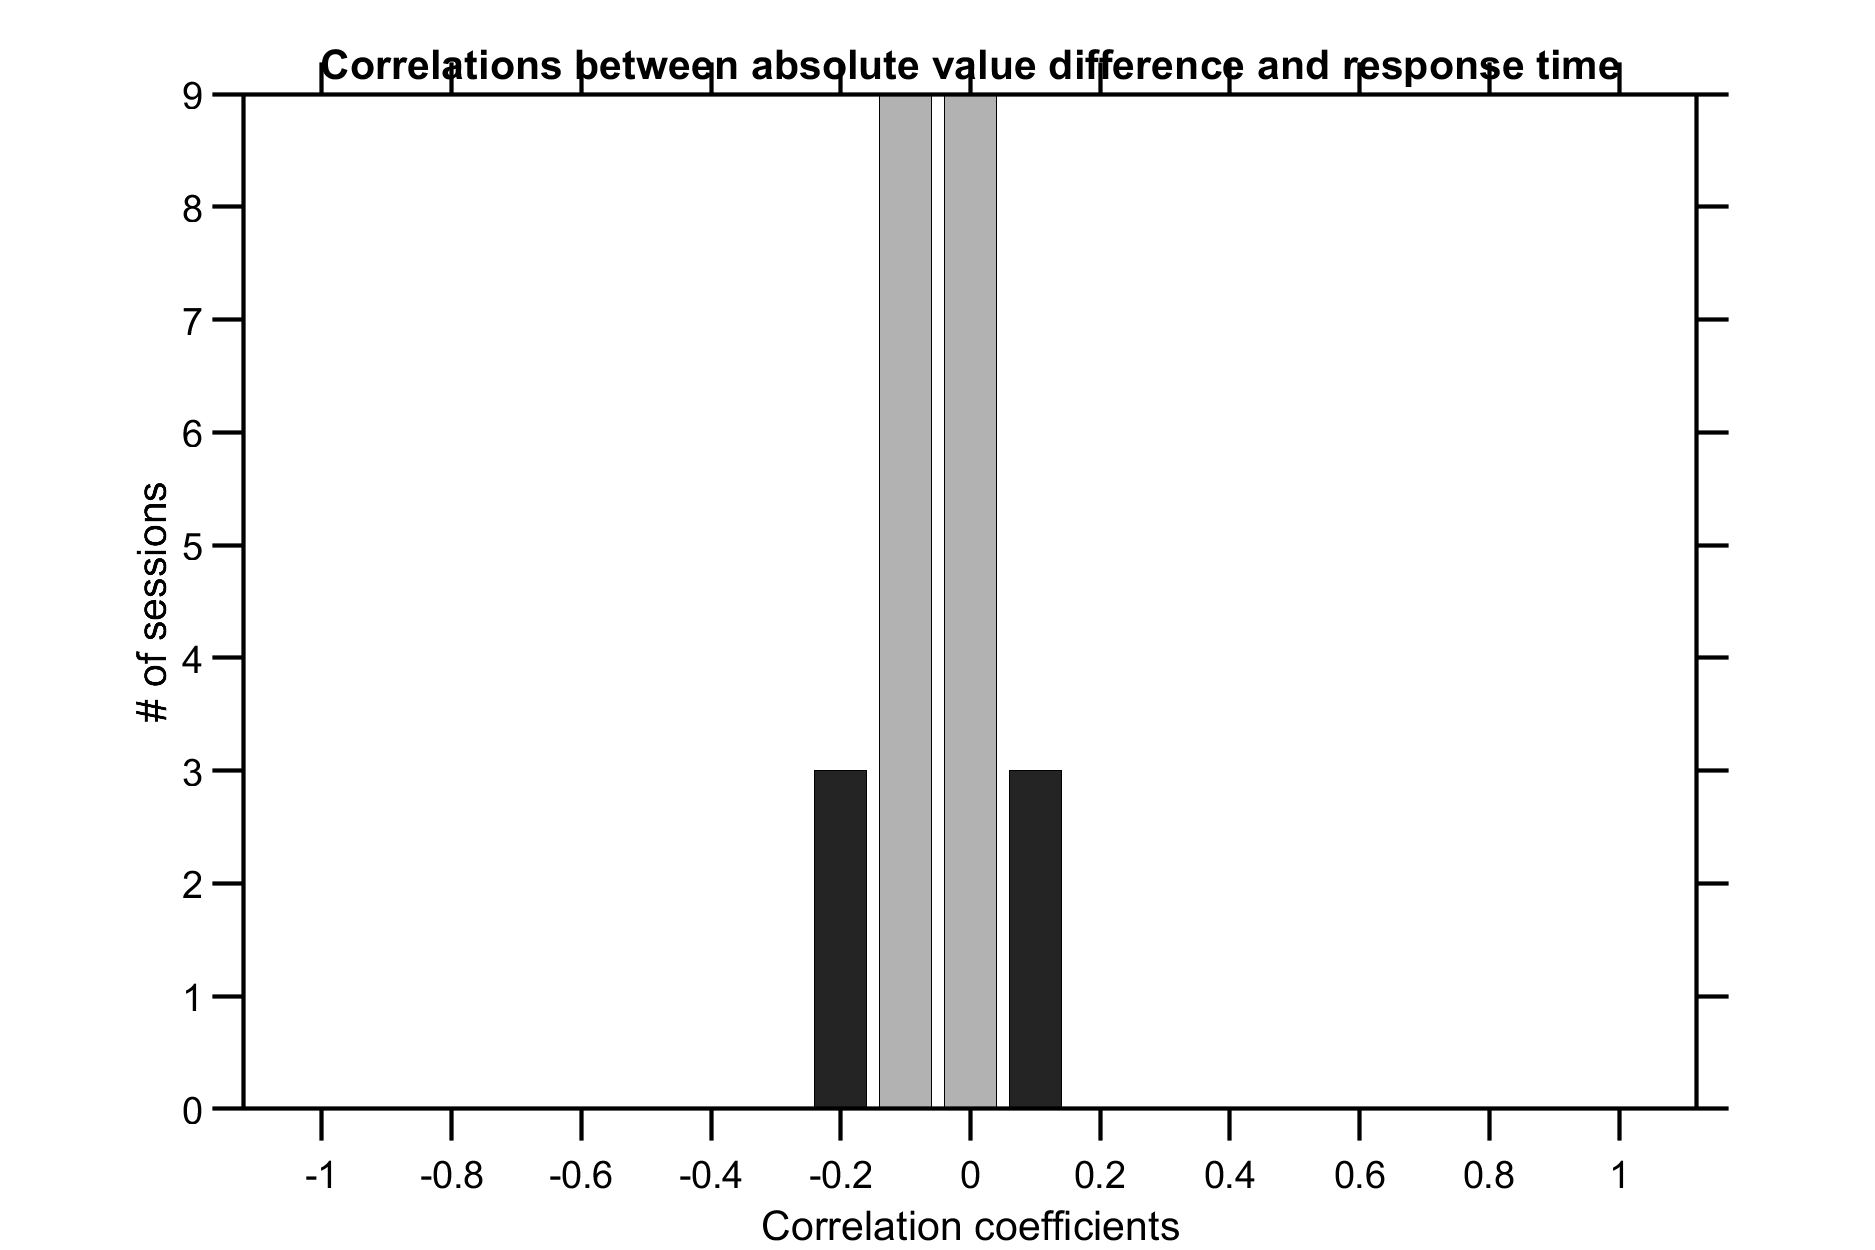 Correlations between absolute value difference and response time
9
8
7
6
5
4
3
2
1
0
# of sessions
-1 -0.8 -0.6 -0.4 -0.2 0 0.2 0.4 0.6 0.8 1
Correlation coefficients